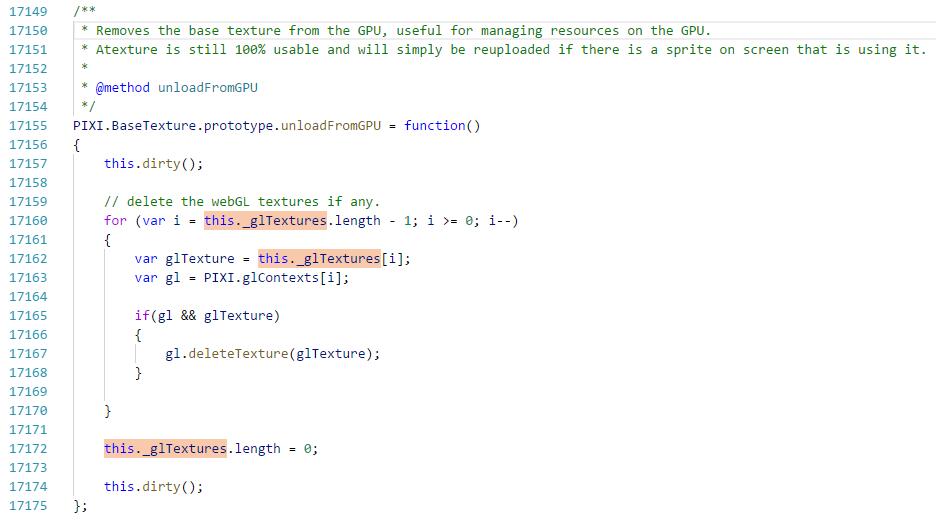 17149 /**
17150  * Removes the base texture from the GPU, useful for managing resources on the GPU.
17151  * Atexture is still 100% usable and will simply be reuploaded if there is a sprite on screen that is using it.
17152  *
17153  * @method unloadFromGPU
17154  */
17155 PIXI.BaseTexture.prototype.unloadFromGPU = function()
17156 {
17157     this.dirty();
17158
17159     // delete the webGL textures if any.
17160     for (var i = this._glTextures.length - 1; i >= 0; i--)
17161     {
17162         var glTexture = this._glTextures[i];
17163         var gl = PIXI.glContexts[i];
17164
17165         if(gl && glTexture)
17166         {
17167             gl.deleteTexture(glTexture);
17168         }
17169
17170     }
17171
17172     this._glTextures.length = 0;
17173
17174     this.dirty();
17175 };